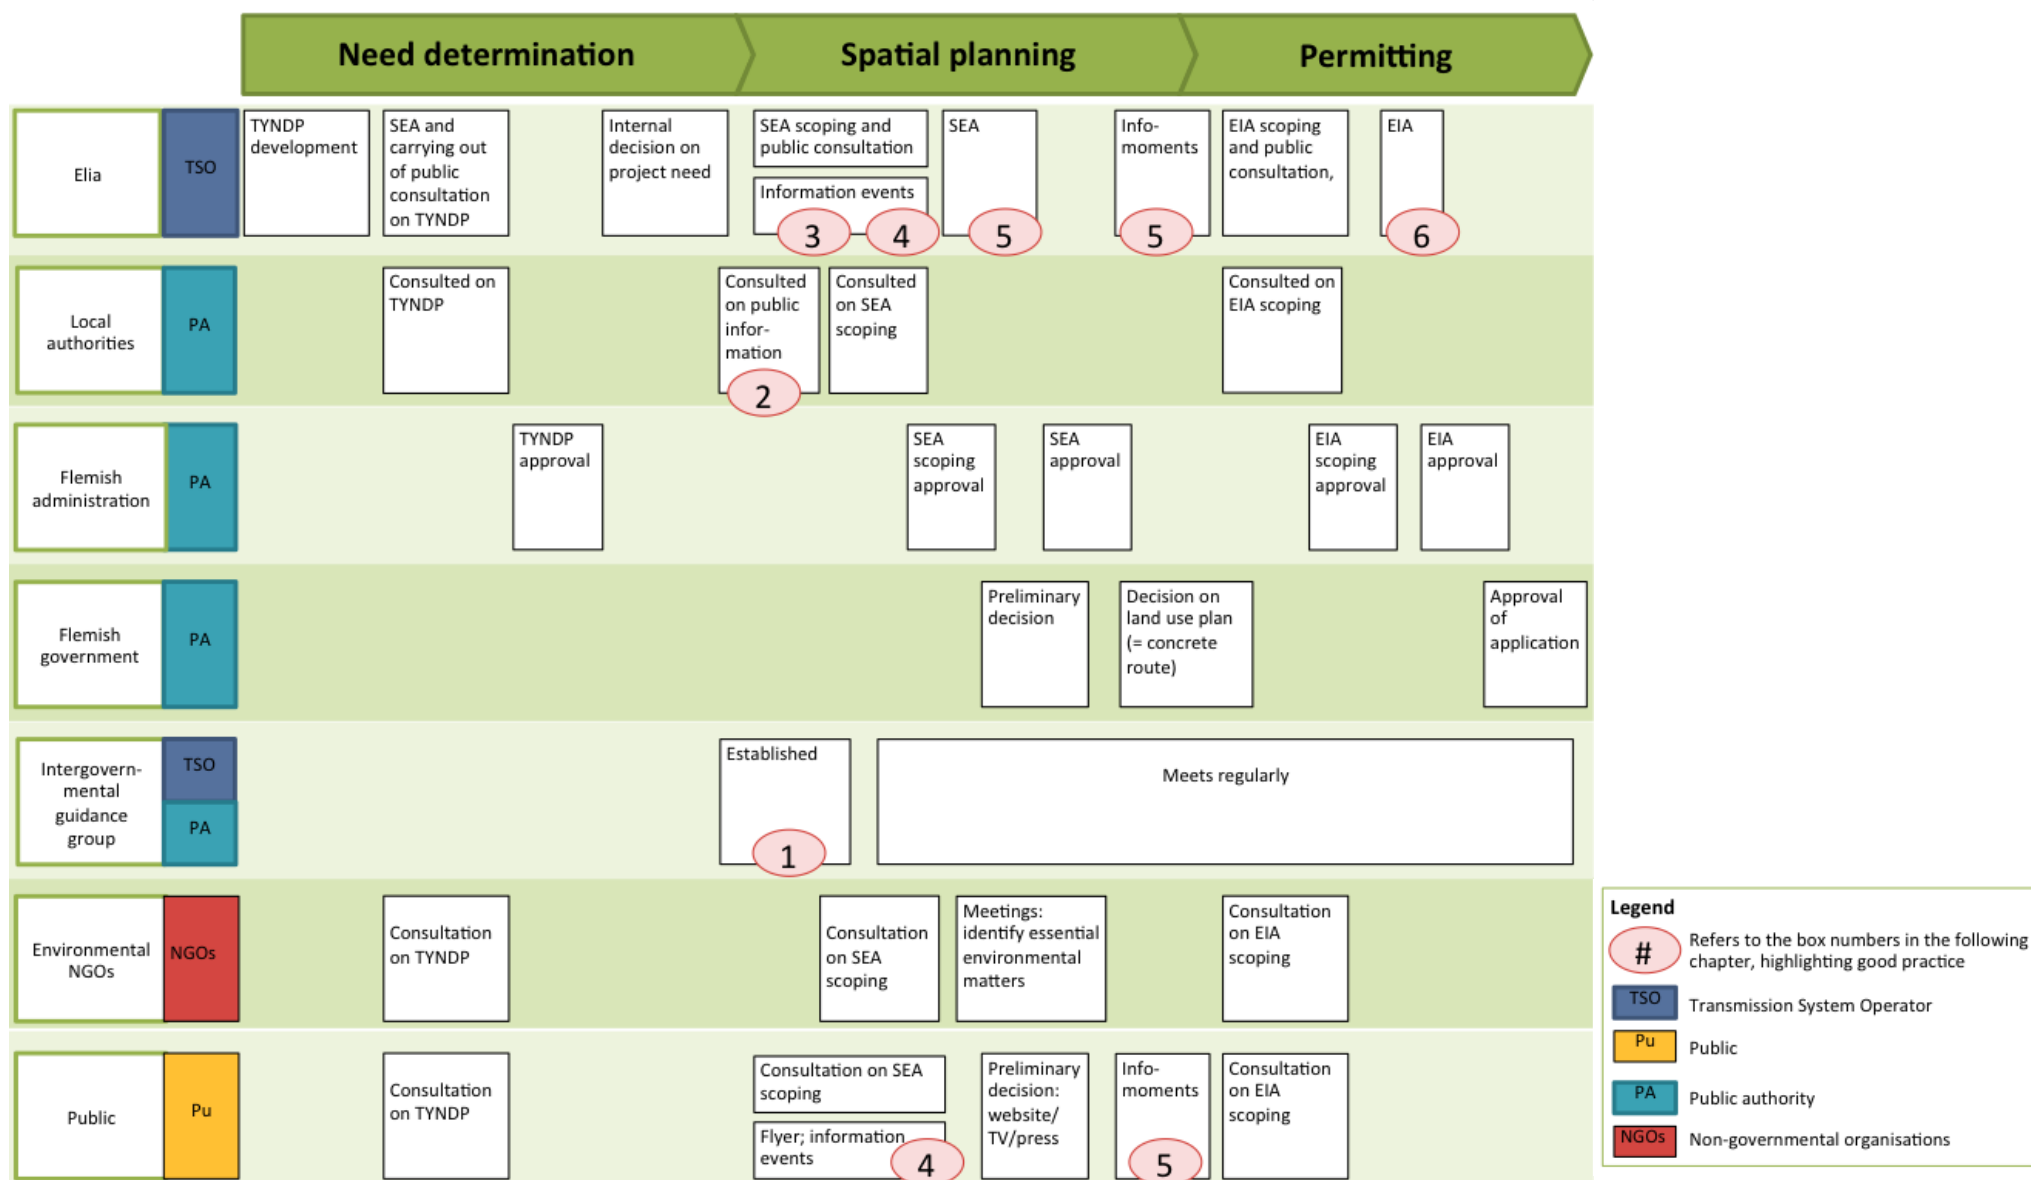 Need determination
Spatial planning
Permitting
Elia
TSO
TYNDP
development
SEA and
carrying out
of public
consultation
on TYNDP
Internal
decision on
project need
SEA scoping and
public consultation
Information events
3
4
SEA
5
Info-
moments
5
EIA scoping
and public
consultation,
EIA
6
Local
authorities
PA
Consulted on
TYNDP
Consulted
on public
infor-
mation
2
Consulted
on SEA
scoping
Consulted on
EIA scoping
Flemish
administration
PA
TYNDP
approval
SEA
scoping
approval
SEA
approval
EIA
scoping
approval
EIA
approval
Flemish
government
PA
Preliminary
decision
Decision on
land use plan
(= concrete
route)
Approval
of
application
Intergovern-
mental
guidance
group
TSO
PA
Established
1
Meets regularly
Environmental
NGOs
NGOs
Consultation
on TYNDP
Consultation
on SEA
scoping
Meetings:
identify essential
environmental
matters
Consultation
on EIA
scoping
Public
Pu
Consultation
on TYNDP
Consultation on SEA
scoping
Flyer; information
events
4
Preliminary
decision:
website/
TV/press
Info-
moments
5
Consultation
on EIA
scoping
Legend
#
Refers to the box numbers in the following
chapter, highlighting good practice
TSO
Transmission System Operator
Pu
Public
PA
Public authority
NGOs
Non-governmental organisations